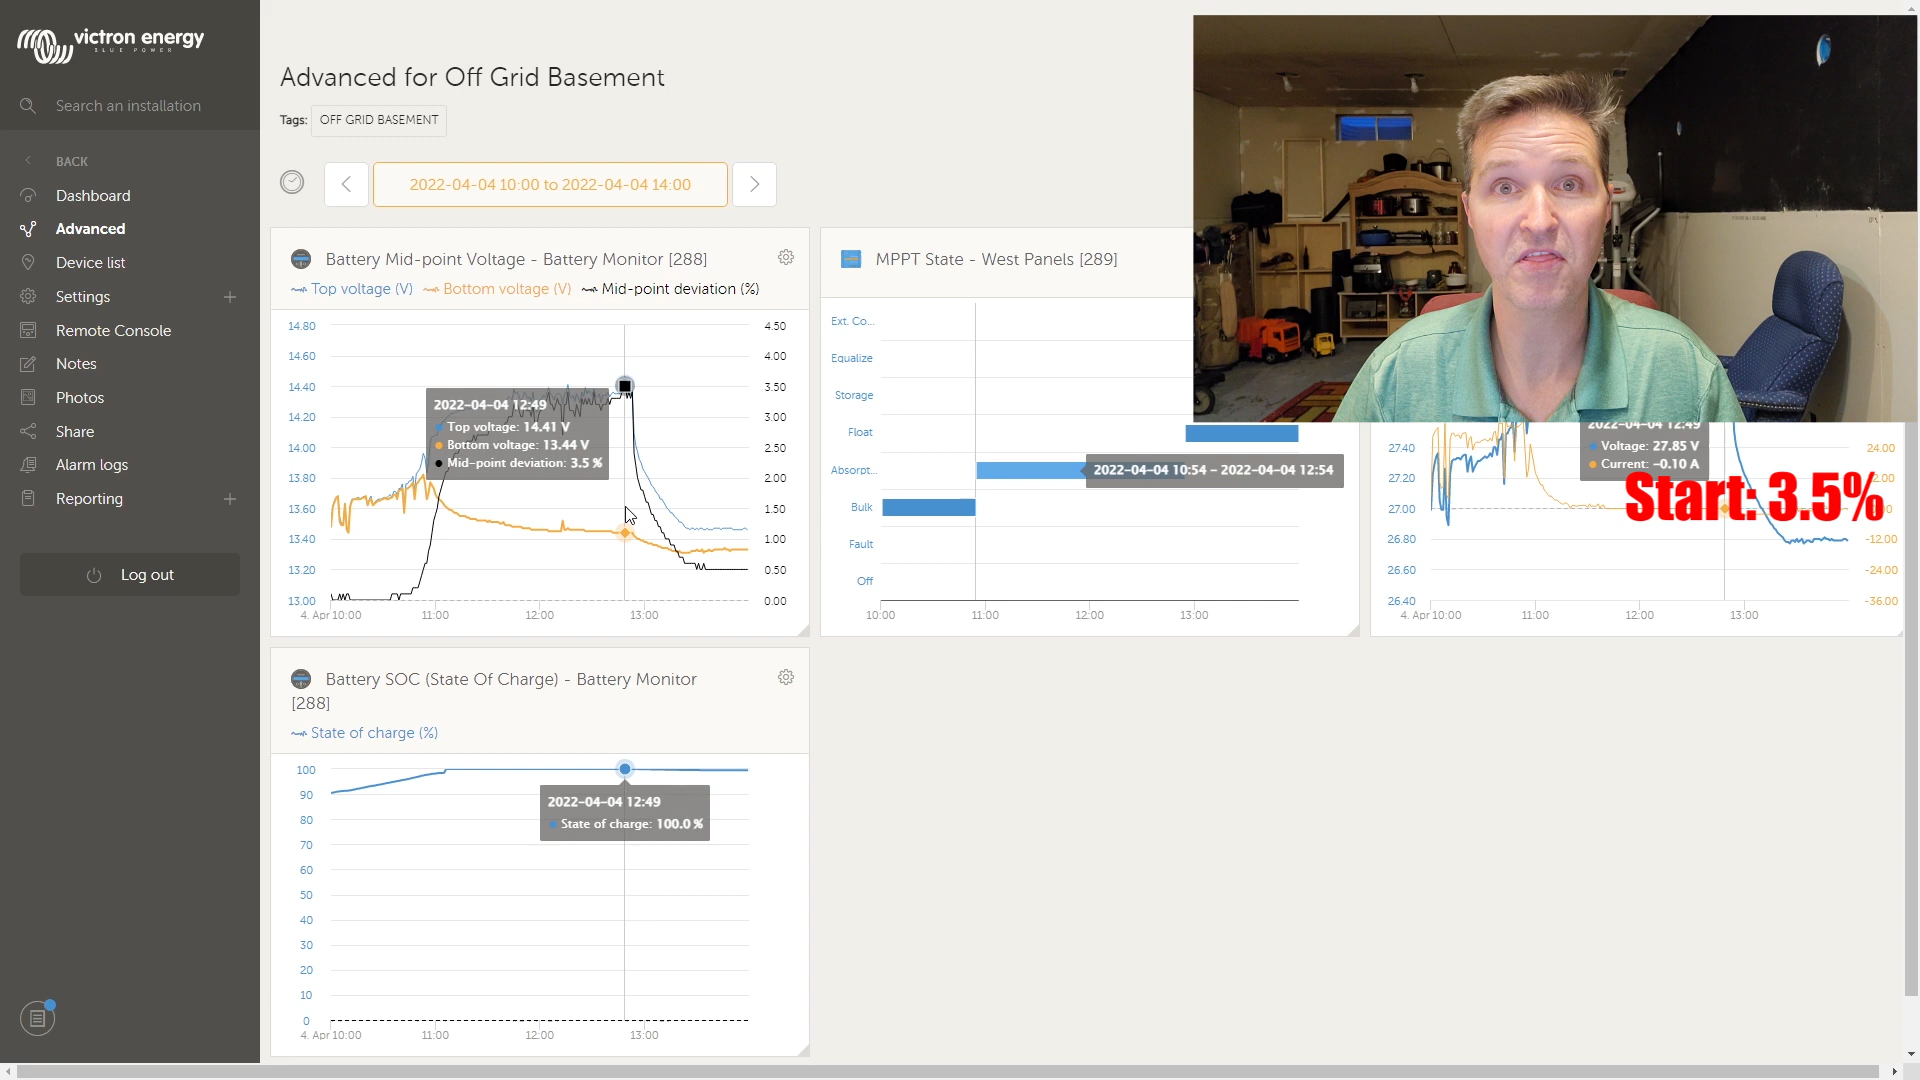 victron energy
BLUE POWER
Search an installation
BACK
Dashboard
Advanced
Device list
Settings
Remote Console
Notes
Photos
Share
Alarm logs
Reporting
Log out
Advanced for Off Grid Basement
Tags: OFF GRID BASEMENT
2022-04-04 10:00 to 2022-04-04 14:00
Battery Mid-point Voltage - Battery Monitor [288]
Top voltage (V) Bottom voltage (V) Mid-point deviation (%)
14.80 4.50
14.60 4.00
14.40 3.50
14.20 3.00
14.00 2.50
13.80 2.00
13.60 1.50
13.40 1.00
13.20 0.50
13.00 0.00
4. Apr 10:00 11:00 12:00 13:00
2022-04-04 12:49
Top voltage: 14.41 V
Bottom voltage: 13.44 V
Mid-point deviation: 3.5 %
MPPT State - West Panels [289]
Ext. Co...
Equalize
Storage
Float
Absorpt...
Bulk
Fault
Off
10:00 11:00 12:00 13:00
2022-04-04 10:54 - 2022-04-04 12:54
27.40 24.00
27.20
27.00
26.80 -12.00
26.60 -24.00
26.40 -36.00
4. Apr 10:00 11:00 12:00 13:00
2022-04-04 12:49
Voltage: 27.85 V
Current: -0.10 A
Start: 3.5%
Battery SOC (State Of Charge) - Battery Monitor
[288]
State of charge (%)
100
90
80
70
60
50
40
30
20
10
0
4. Apr 10:00 11:00 12:00 13:00
2022-04-04 12:49
State of charge: 100.0 %